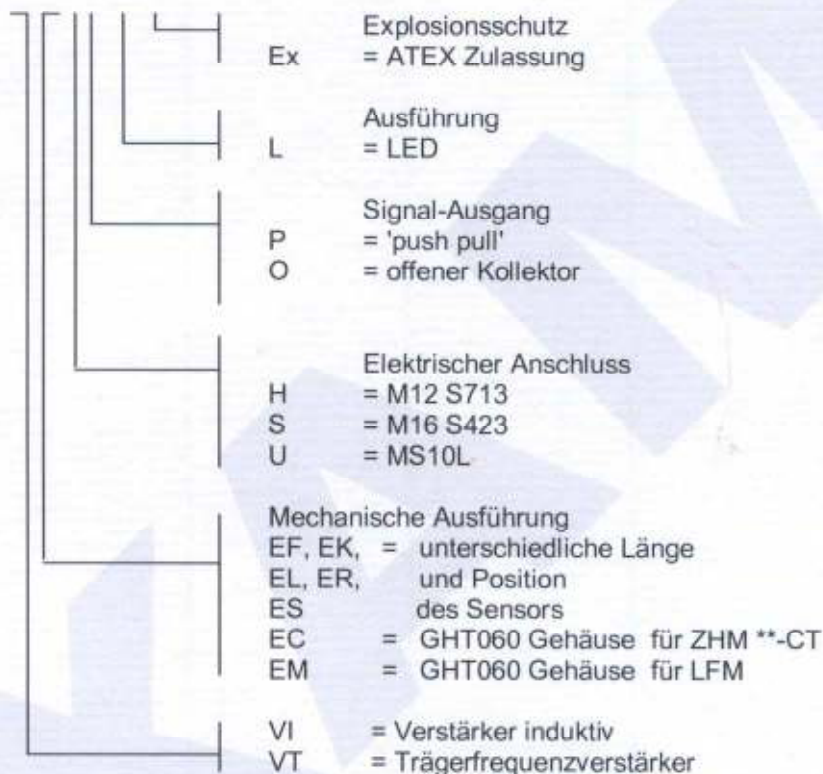 Explosionsschutz
Ex = ATEX Zulassung
Ausführung
L = LED
Signal-Ausgang
P = 'push pull'
O = offener Kollektor
Elektrischer Anschluss
H = M12 S713
S = M16 S423
U = MS10L
Mechanische Ausführung
EF, EK, = unterschiedliche Länge
EL, ER, und Position
ES des Sensors
EC = GHT060 Gehäuse für ZHM **-CT
EM = GHT060 Gehäuse für LFM
VI = Verstärker induktiv
VT = Trägerfrequenzverstärker